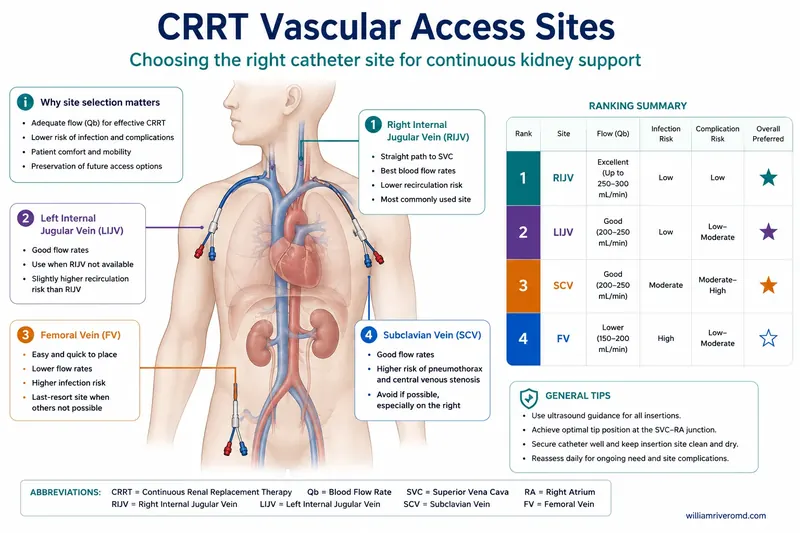 CRRT Vascular Access Sites
Choosing the right catheter site for continuous kidney support
i Why site selection matters
• Adequate flow (Qb) for effective CRRT
• Lower risk of infection and complications
• Patient comfort and mobility
• Preservation of future access options
1 Right Internal
Jugular Vein (RIJV)
• Straight path to SVC
• Best blood flow rates
• Lower recirculation risk
• Most commonly used site
2 Left Internal
Jugular Vein (LIJV)
• Good flow rates
• Use when RIJV not available
• Slightly higher recirculation
risk than RIJV
3 Femoral Vein (FV)
• Easy and quick to place
• Lower flow rates
• Higher infection risk
• Last-resort site when
others not possible
4 Subclavian Vein (SCV)
• Good flow rates
• Higher risk of pneumothorax
and central venous stenosis
• Avoid if possible,
especially on the right
RANKING SUMMARY
Rank Site Flow (Qb) Infection Risk Complication Risk Overall Preferred
1 RIJV Excellent (Up to 250–300 mL/min) Low Low
2 LIJV Good (200–250 mL/min) Low Low–Moderate
3 SCV Good (200–250 mL/min) Moderate Moderate–High
4 FV Lower (150–200 mL/min) High Low–Moderate
GENERAL TIPS
• Use ultrasound guidance for all insertions.
• Achieve optimal tip position at the SVC–RA junction.
• Secure catheter well and keep insertion site clean and dry.
• Reassess daily for ongoing need and site complications.
ABBREVIATIONS: CRRT = Continuous Renal Replacement Therapy Qb = Blood Flow Rate SVC = Superior Vena Cava RA = Right Atrium
RIJV = Right Internal Jugular Vein LIJV = Left Internal Jugular Vein SCV = Subclavian Vein FV = Femoral Vein
williamriveromd.com